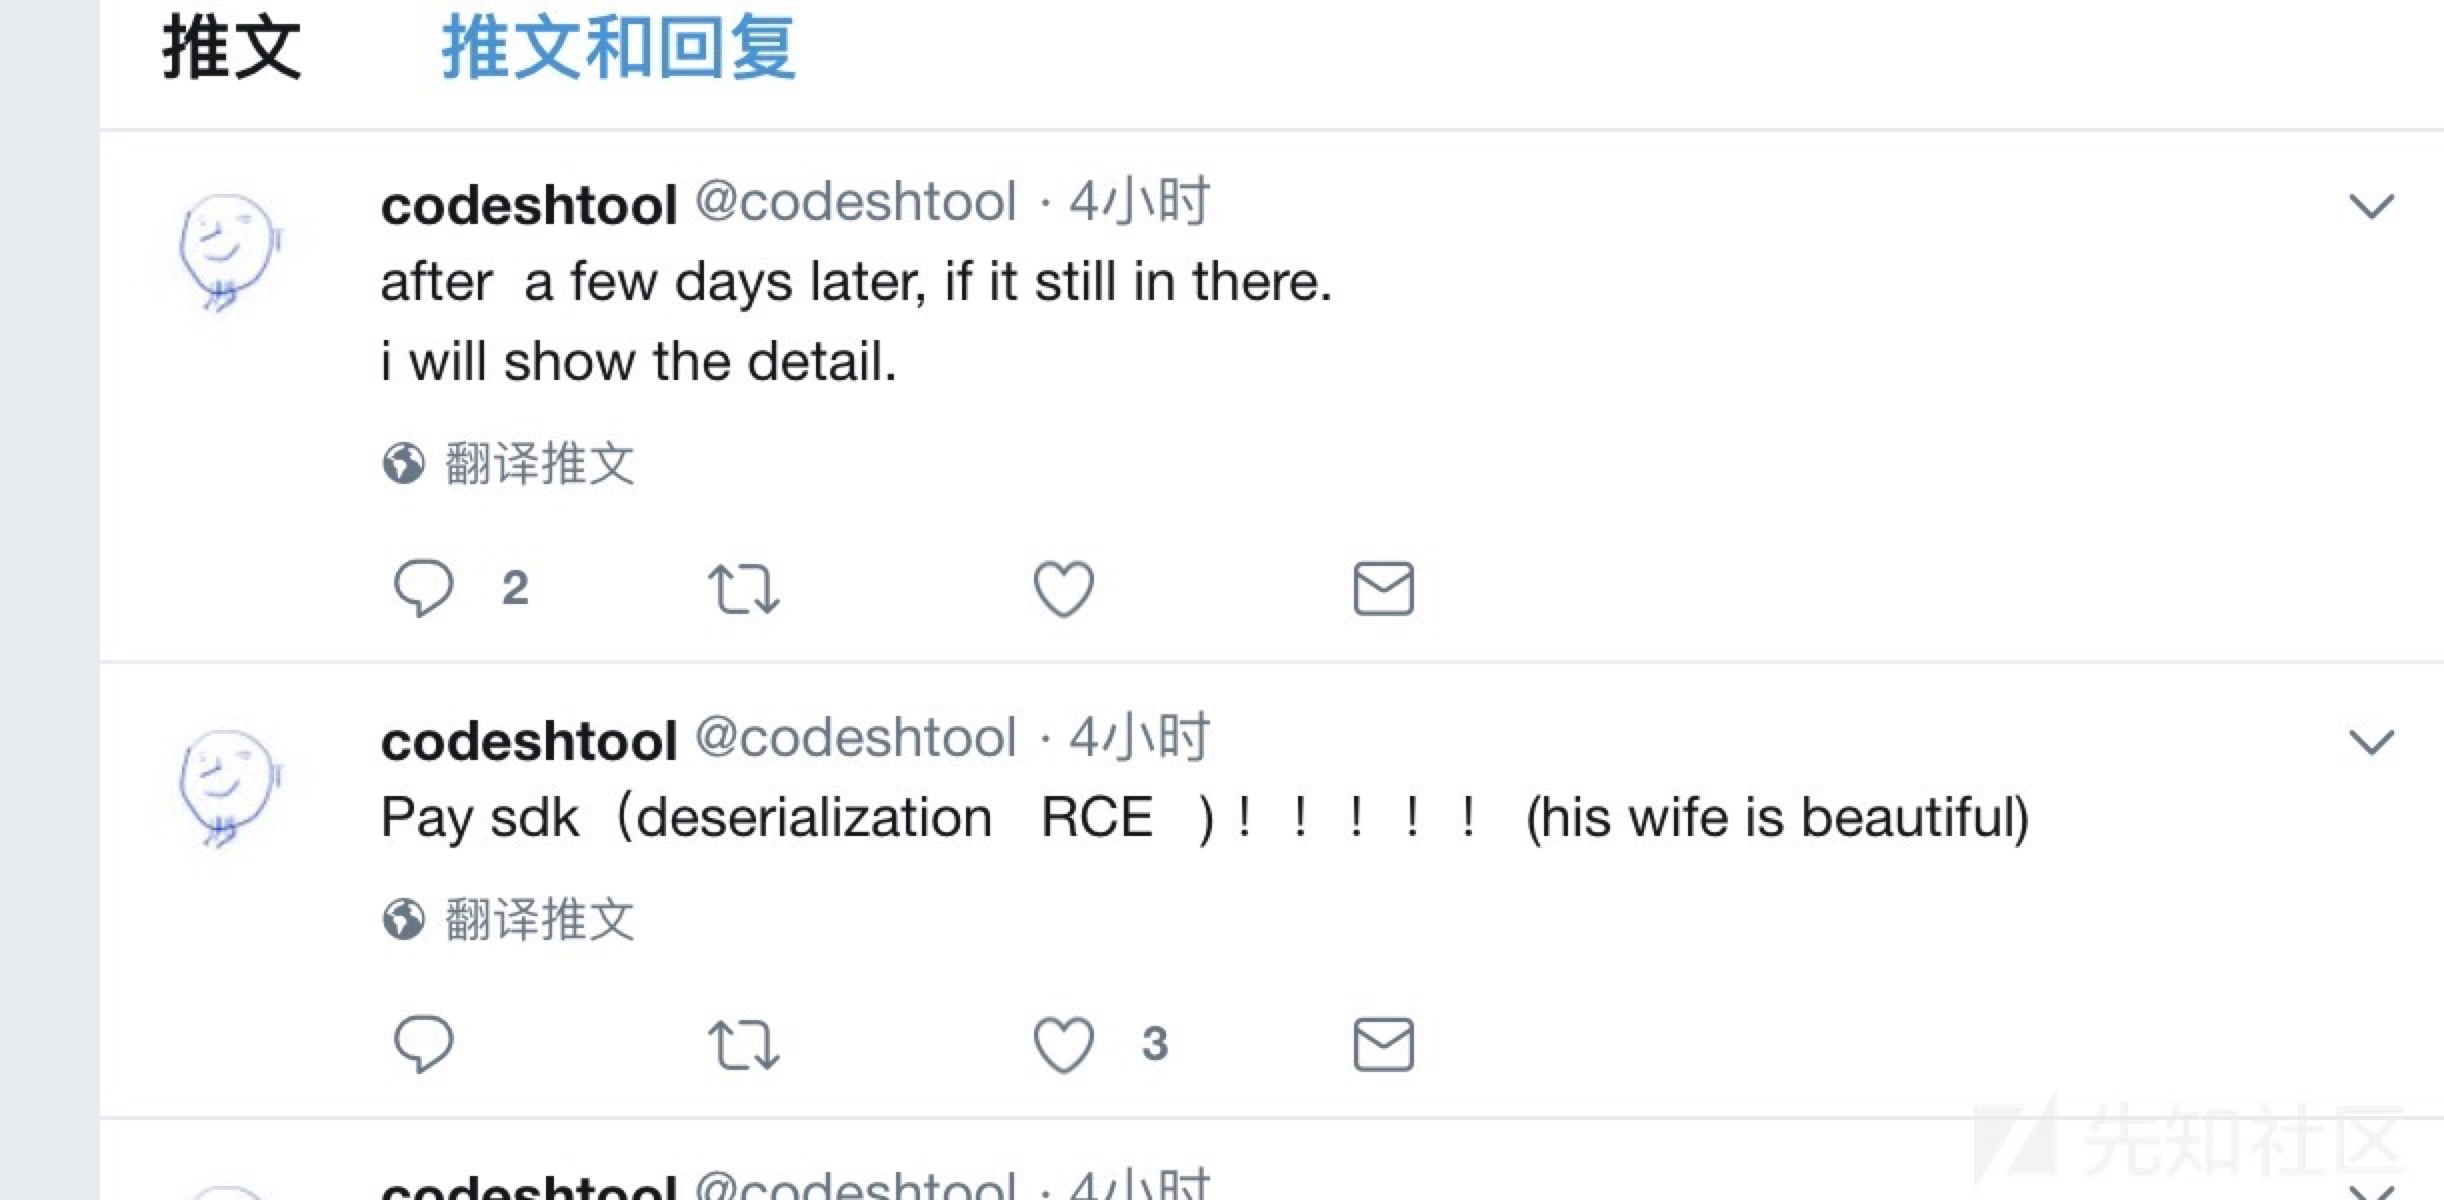 推文 推文和回复
codeshtool @codeshtool · 4小时
after a few days later, if it still in there.
i will show the detail.
翻译推文
2
codeshtool @codeshtool · 4小时
Pay sdk（deserialization RCE ）！！！！！ (his wife is beautiful)
翻译推文
3
先知社区
codeshtool @codeshtool · 4小时